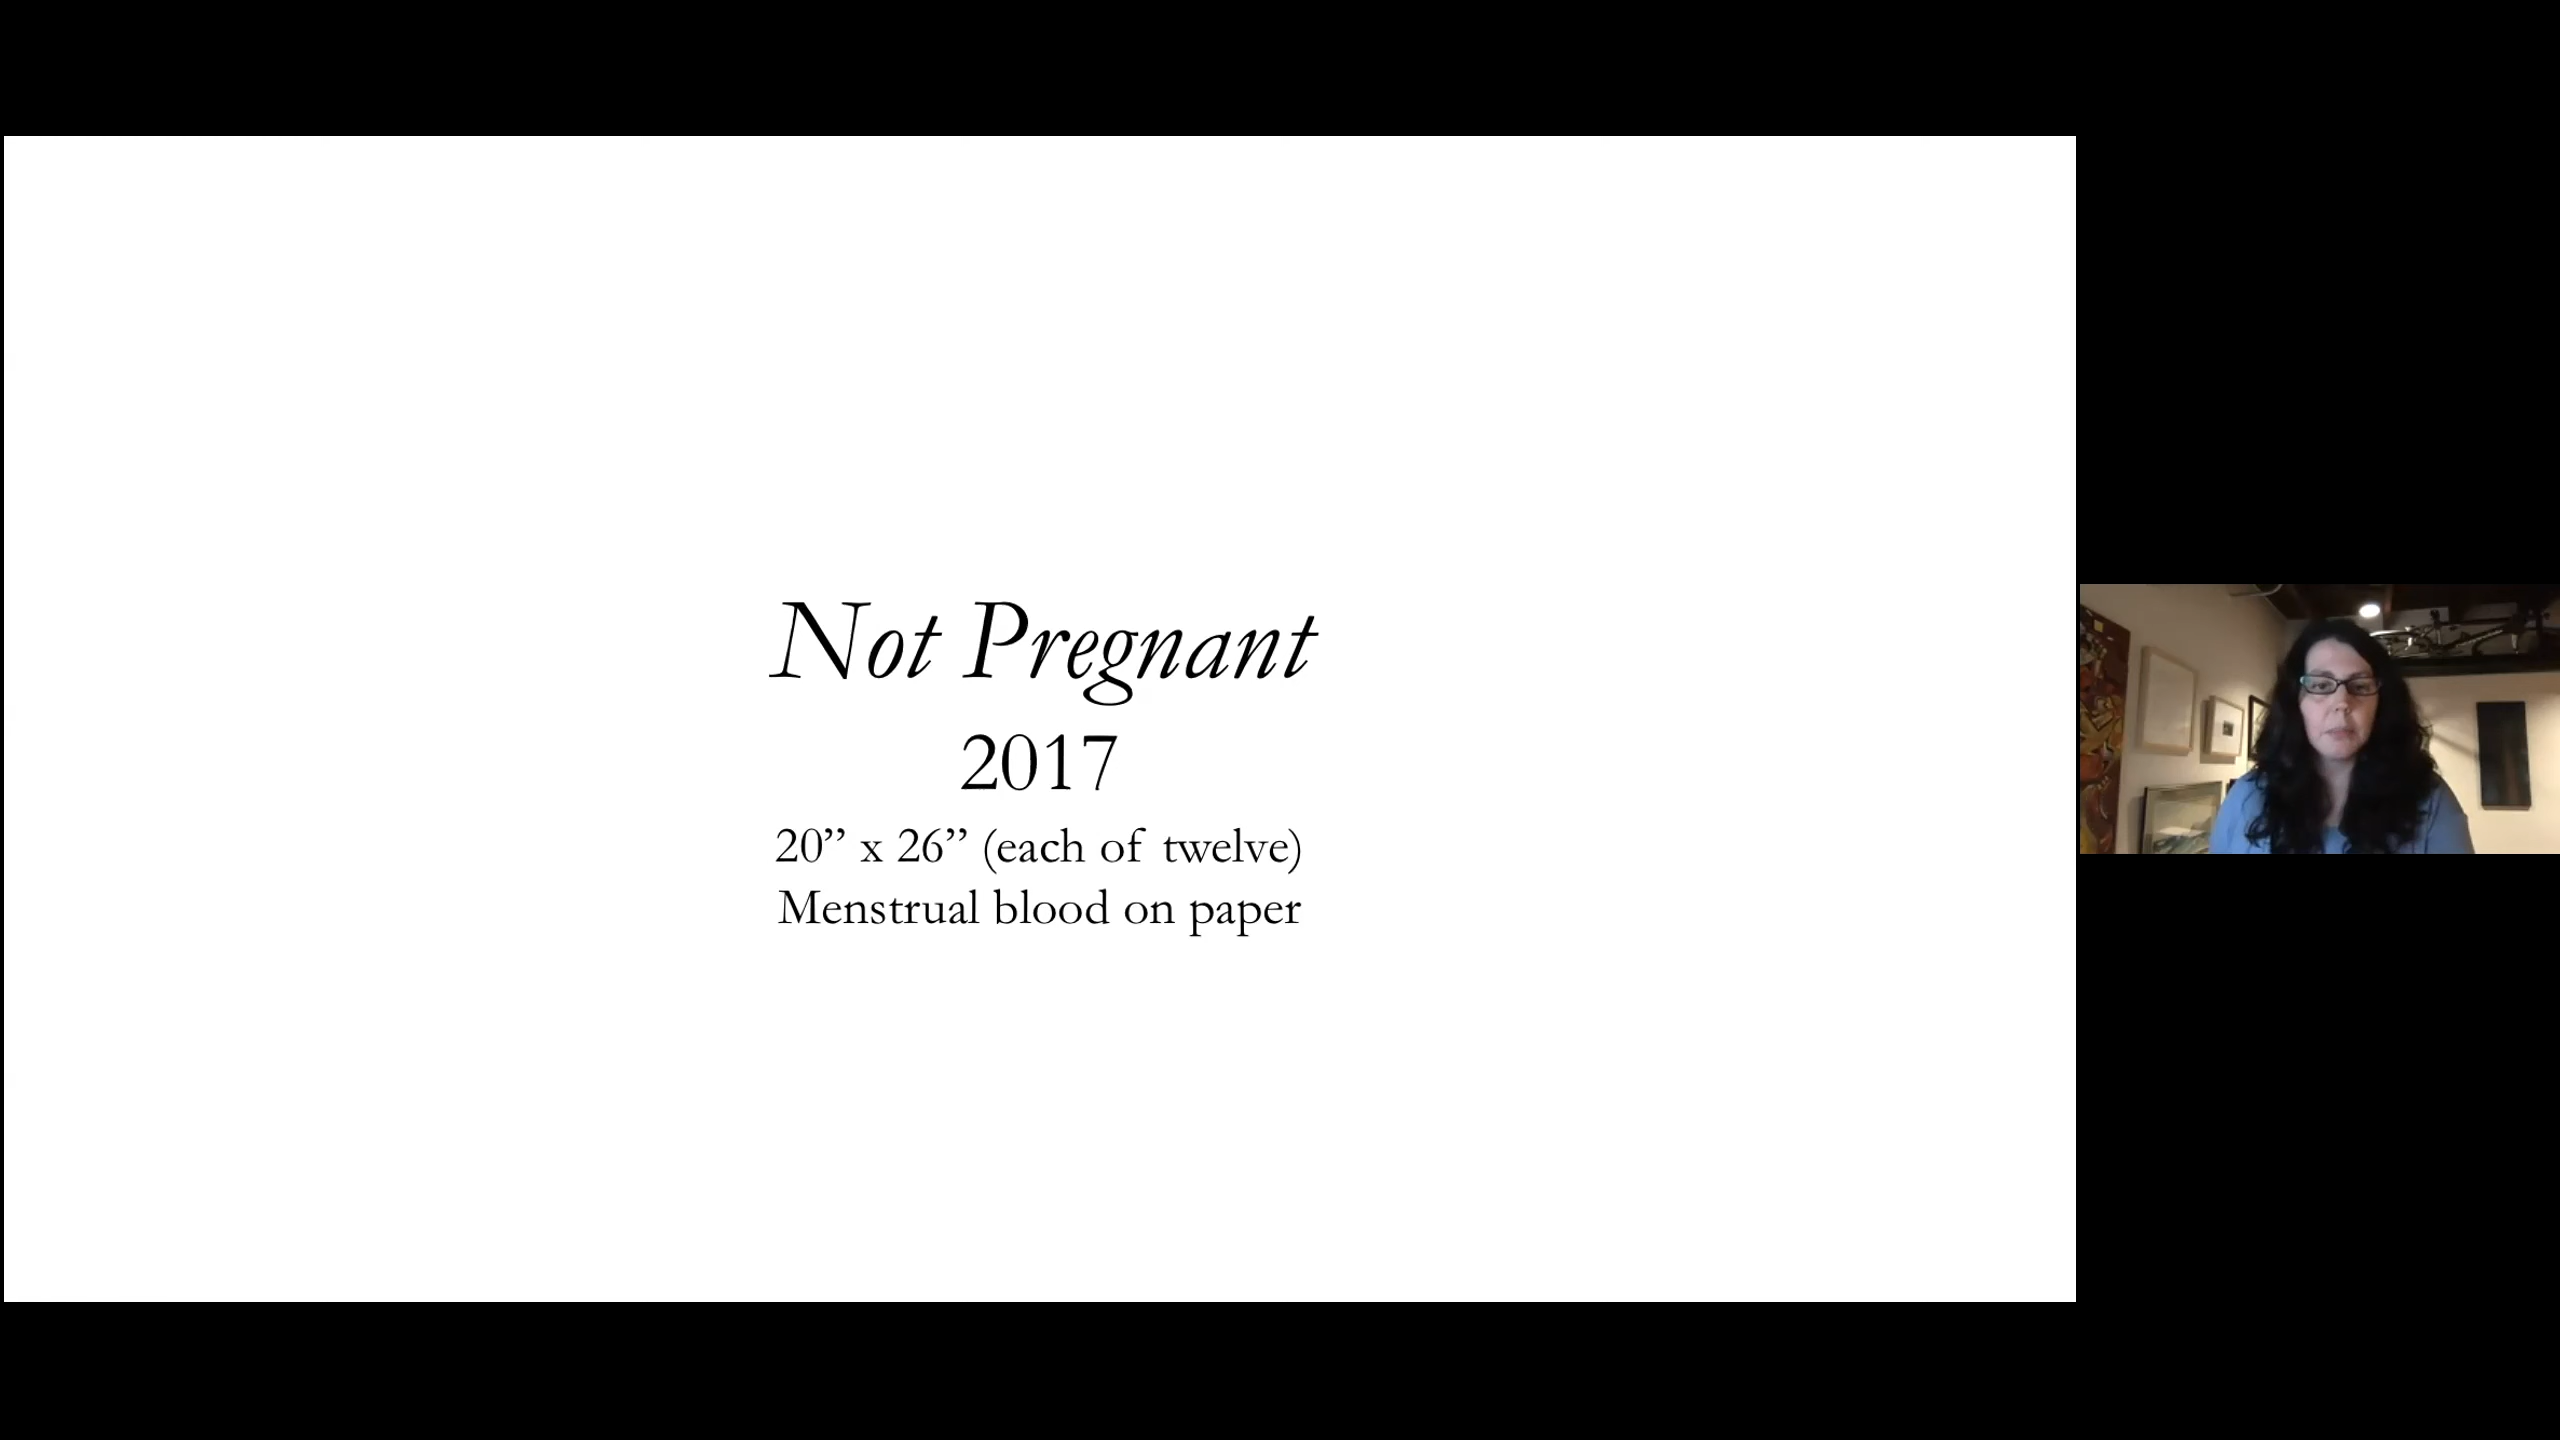 Not Pregnant
2017
20” x 26” (each of twelve)
Menstrual blood on paper